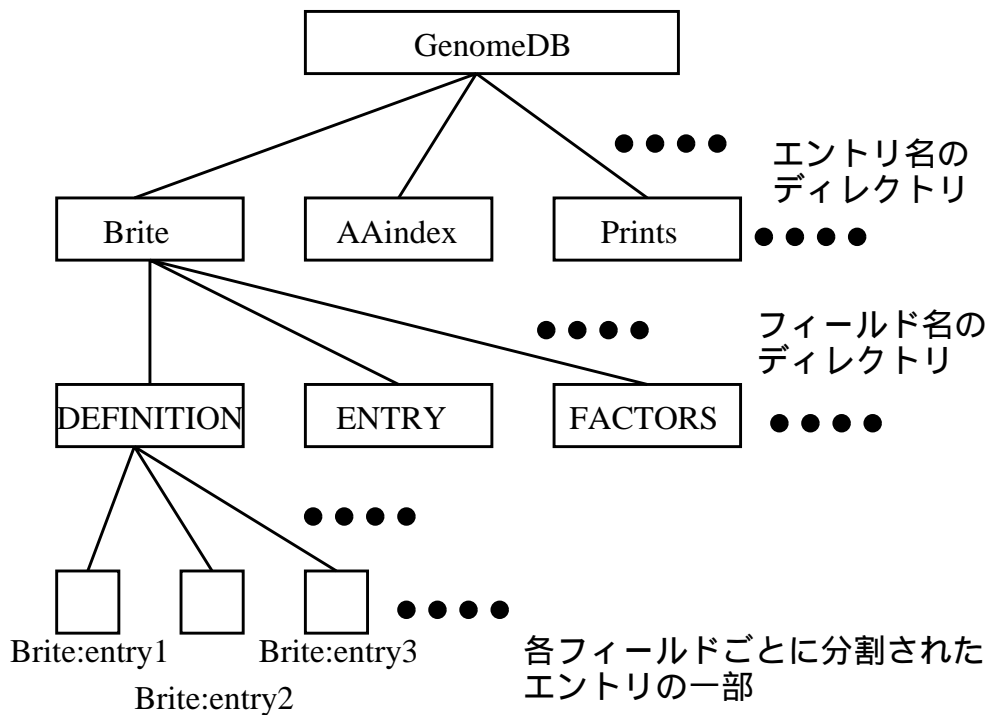 GenomeDB
エントリ名の
ディレクトリ
Brite
AAindex
Prints
フィールド名の
ディレクトリ
DEFINITION
ENTRY
FACTORS
Brite:entry1
Brite:entry3
Brite:entry2
各フィールドごとに分割された
エントリの一部